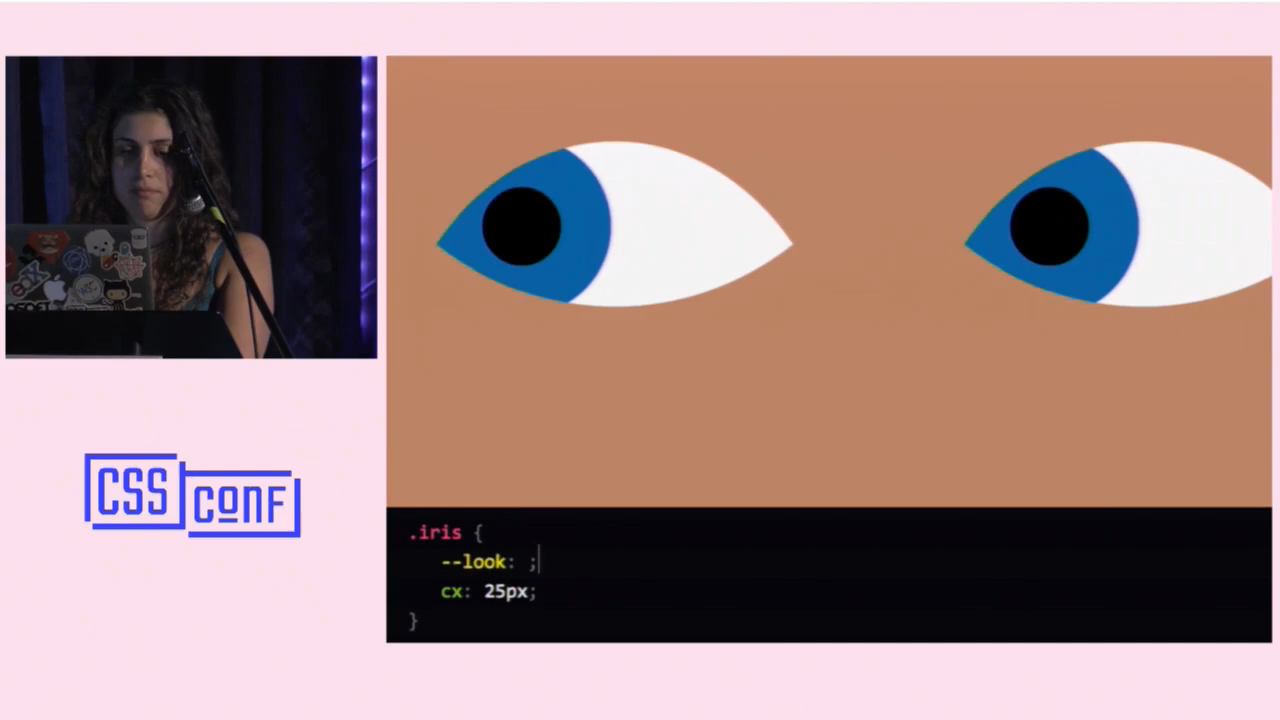 CSS
CONF
.iris {
--look: ;
cx: 25px;
}